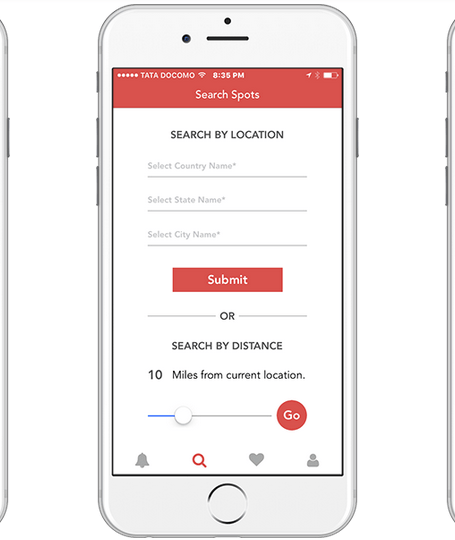 TATA DOCOMO 8:35 PM
Search Spots
SEARCH BY LOCATION
Select Country Name*
Select State Name*
Select City Name*
Submit
OR
SEARCH BY DISTANCE
10 Miles from current location.
Go